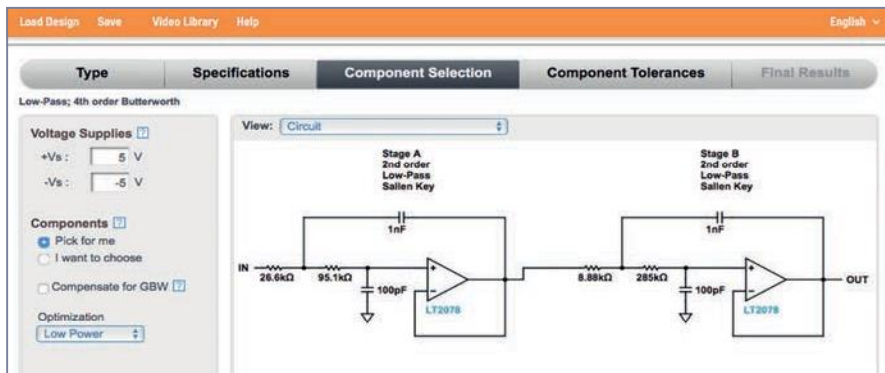 Load Design Save Video Library Help English
Type Specifications Component Selection Component Tolerances Final Results
Low-Pass; 4th order Butterworth
Voltage Supplies ?
+Vs : 5 V
-Vs : -5 V
Components ?
Pick for me
I want to choose
Compensate for GBW ?
Optimization
Low Power
View: Circuit
Stage A
2nd order
Low-Pass
Sallen Key
1nF
IN
26.6kΩ
95.1kΩ
100pF
+
−
LT2078
Stage B
2nd order
Low-Pass
Sallen Key
1nF
8.88kΩ
285kΩ
100pF
+
−
LT2078
OUT